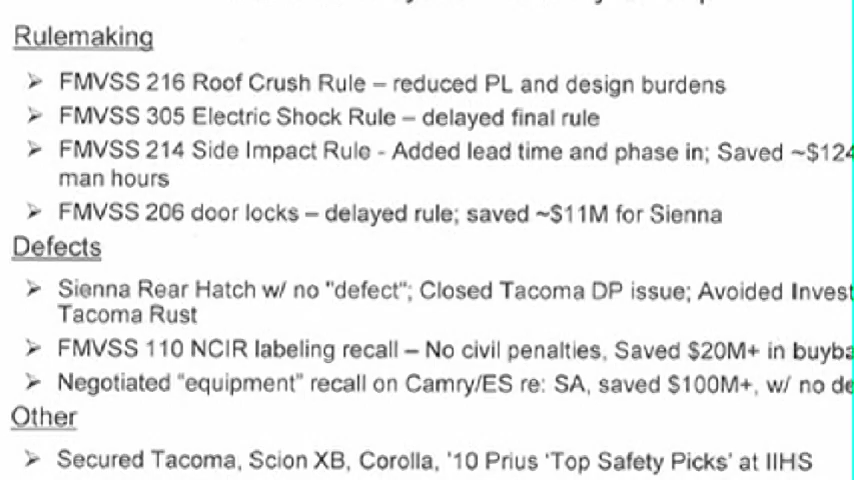 Rulemaking
➢ FMVSS 216 Roof Crush Rule – reduced PL and design burdens
➢ FMVSS 305 Electric Shock Rule – delayed final rule
➢ FMVSS 214 Side Impact Rule - Added lead time and phase in; Saved ~$124
man hours
➢ FMVSS 206 door locks – delayed rule; saved ~$11M for Sienna
Defects
➢ Sienna Rear Hatch w/ no "defect"; Closed Tacoma DP issue; Avoided Invest
Tacoma Rust
➢ FMVSS 110 NCIR labeling recall – No civil penalties, Saved $20M+ in buyba
➢ Negotiated "equipment" recall on Camry/ES re: SA, saved $100M+, w/ no de
Other
➢ Secured Tacoma, Scion XB, Corolla, '10 Prius 'Top Safety Picks' at IIHS